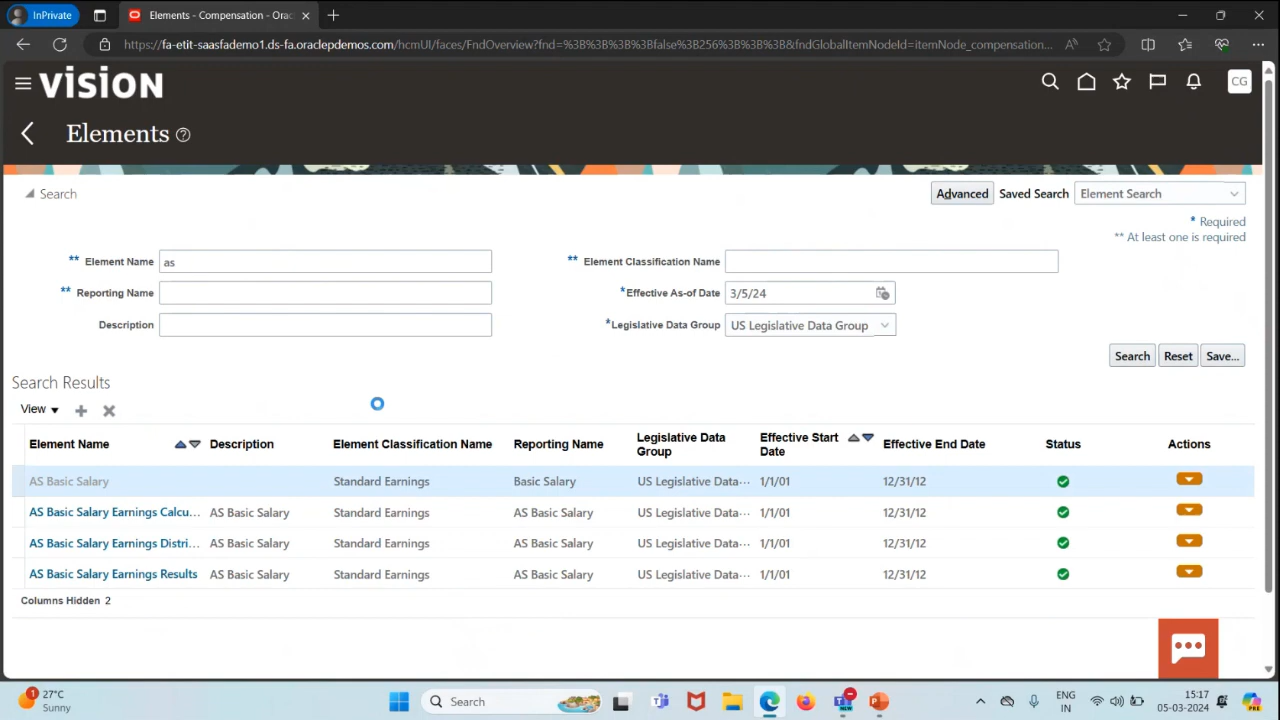 InPrivate
Elements - Compensation - Orac
https://fa-etit-saasfademo1.ds-fa.oraclepdemos.com/hcmUI/faces/FndOverview?fnd=%3B%3B%3B%3Bfalse%3B256%3B%3B%3B&fndGlobalItemNodeId=itemNode_compensation...
vision
CG
Elements
Search
Advanced Saved Search Element Search
* Required
** At least one is required
** Element Name as
** Element Classification Name
** Reporting Name
*Effective As-of Date 3/5/24
Description
*Legislative Data Group US Legislative Data Group
Search Reset Save...
Search Results
View
Element Name Description Element Classification Name Reporting Name Legislative Data Group Effective Start Date Effective End Date Status Actions
AS Basic Salary Standard Earnings Basic Salary US Legislative Data... 1/1/01 12/31/12
AS Basic Salary Earnings Calcu... AS Basic Salary Standard Earnings AS Basic Salary US Legislative Data... 1/1/01 12/31/12
AS Basic Salary Earnings Distri... AS Basic Salary Standard Earnings AS Basic Salary US Legislative Data... 1/1/01 12/31/12
AS Basic Salary Earnings Results AS Basic Salary Standard Earnings AS Basic Salary US Legislative Data... 1/1/01 12/31/12
Columns Hidden 2
1
27°C
Sunny
Search
NEW
ENG
IN
15:17
05-03-2024
PRE